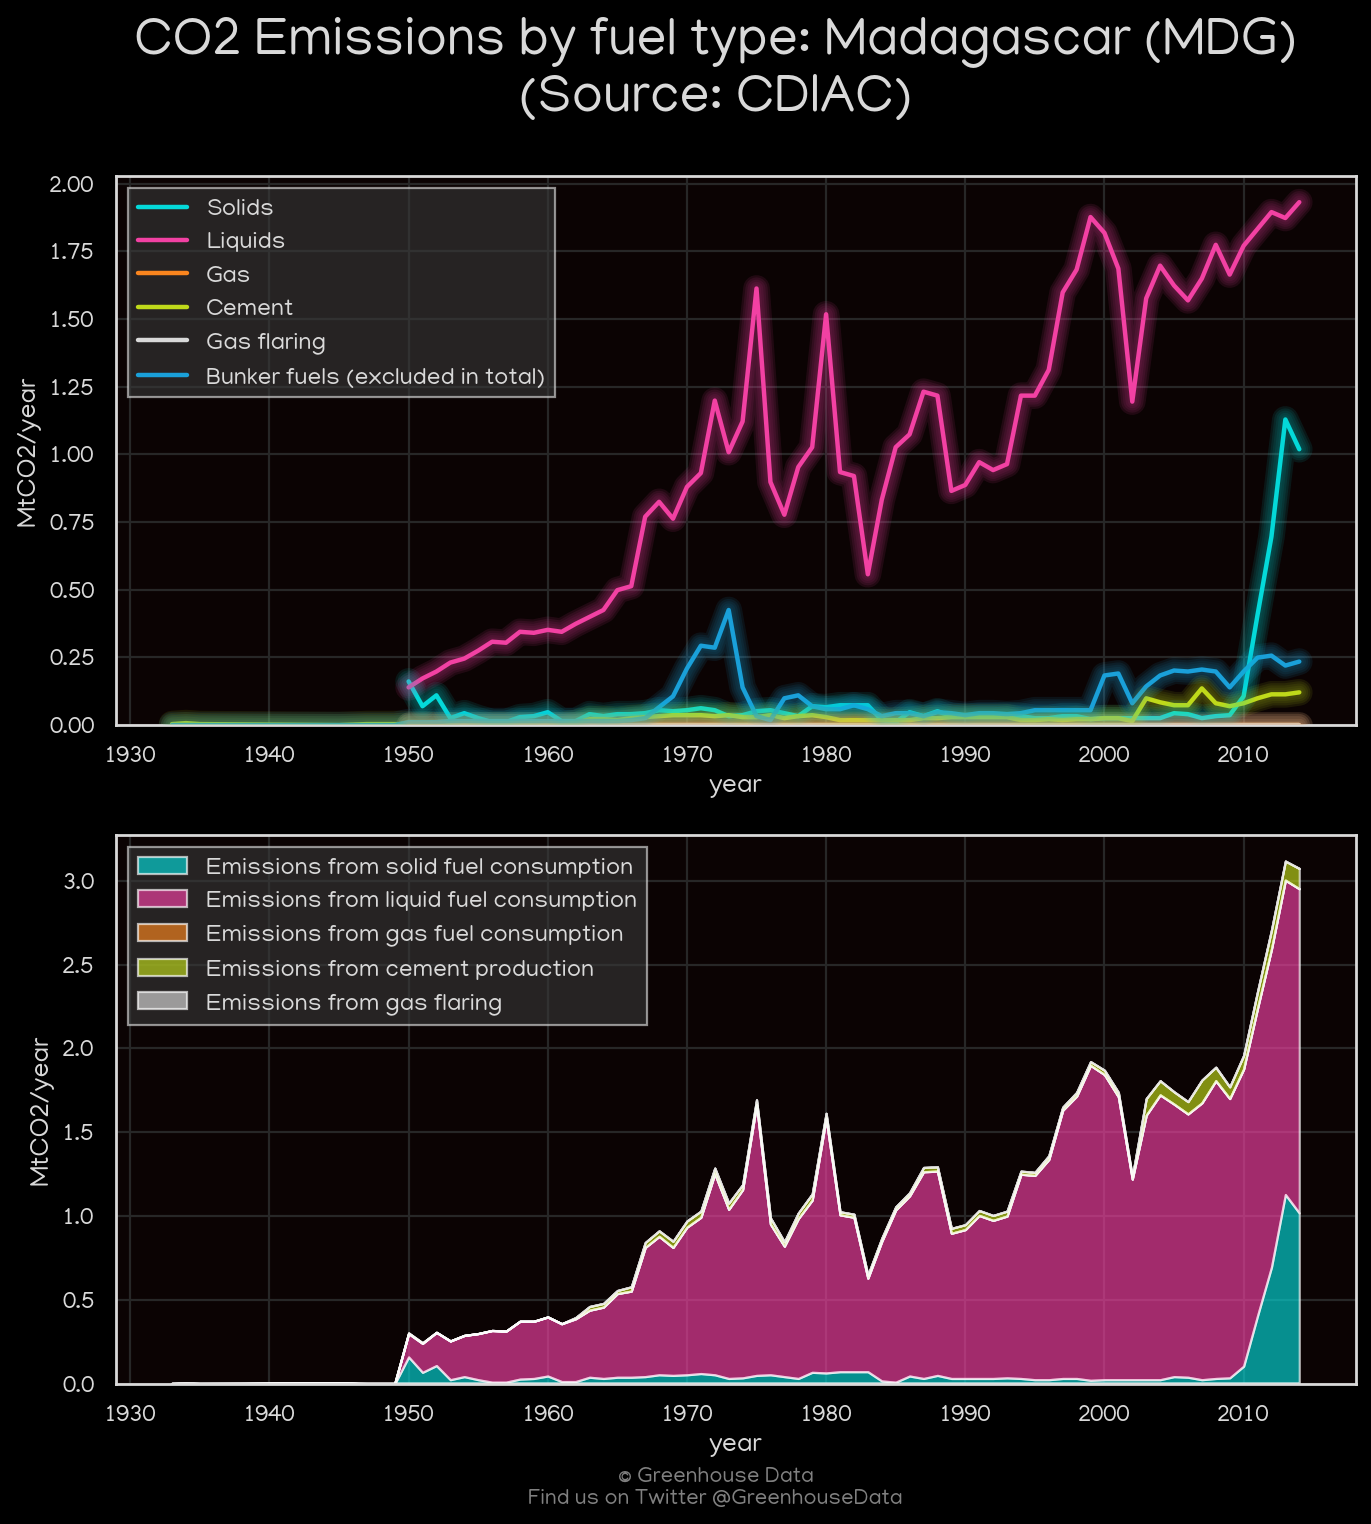 CO2 Emissions by fuel type: Madagascar (MDG)
(Source: CDIAC)
2.00
1.75
1.50
1.25
1.00
0.75
0.50
0.25
0.00
MtCO2/year
Solids
Liquids
Gas
Cement
Gas flaring
Bunker fuels (excluded in total)
1930 1940 1950 1960 1970 1980 1990 2000 2010
year
3.0
2.5
2.0
1.5
1.0
0.5
0.0
MtCO2/year
Emissions from solid fuel consumption
Emissions from liquid fuel consumption
Emissions from gas fuel consumption
Emissions from cement production
Emissions from gas flaring
1930 1940 1950 1960 1970 1980 1990 2000 2010
year
© Greenhouse Data
Find us on Twitter @GreenhouseData